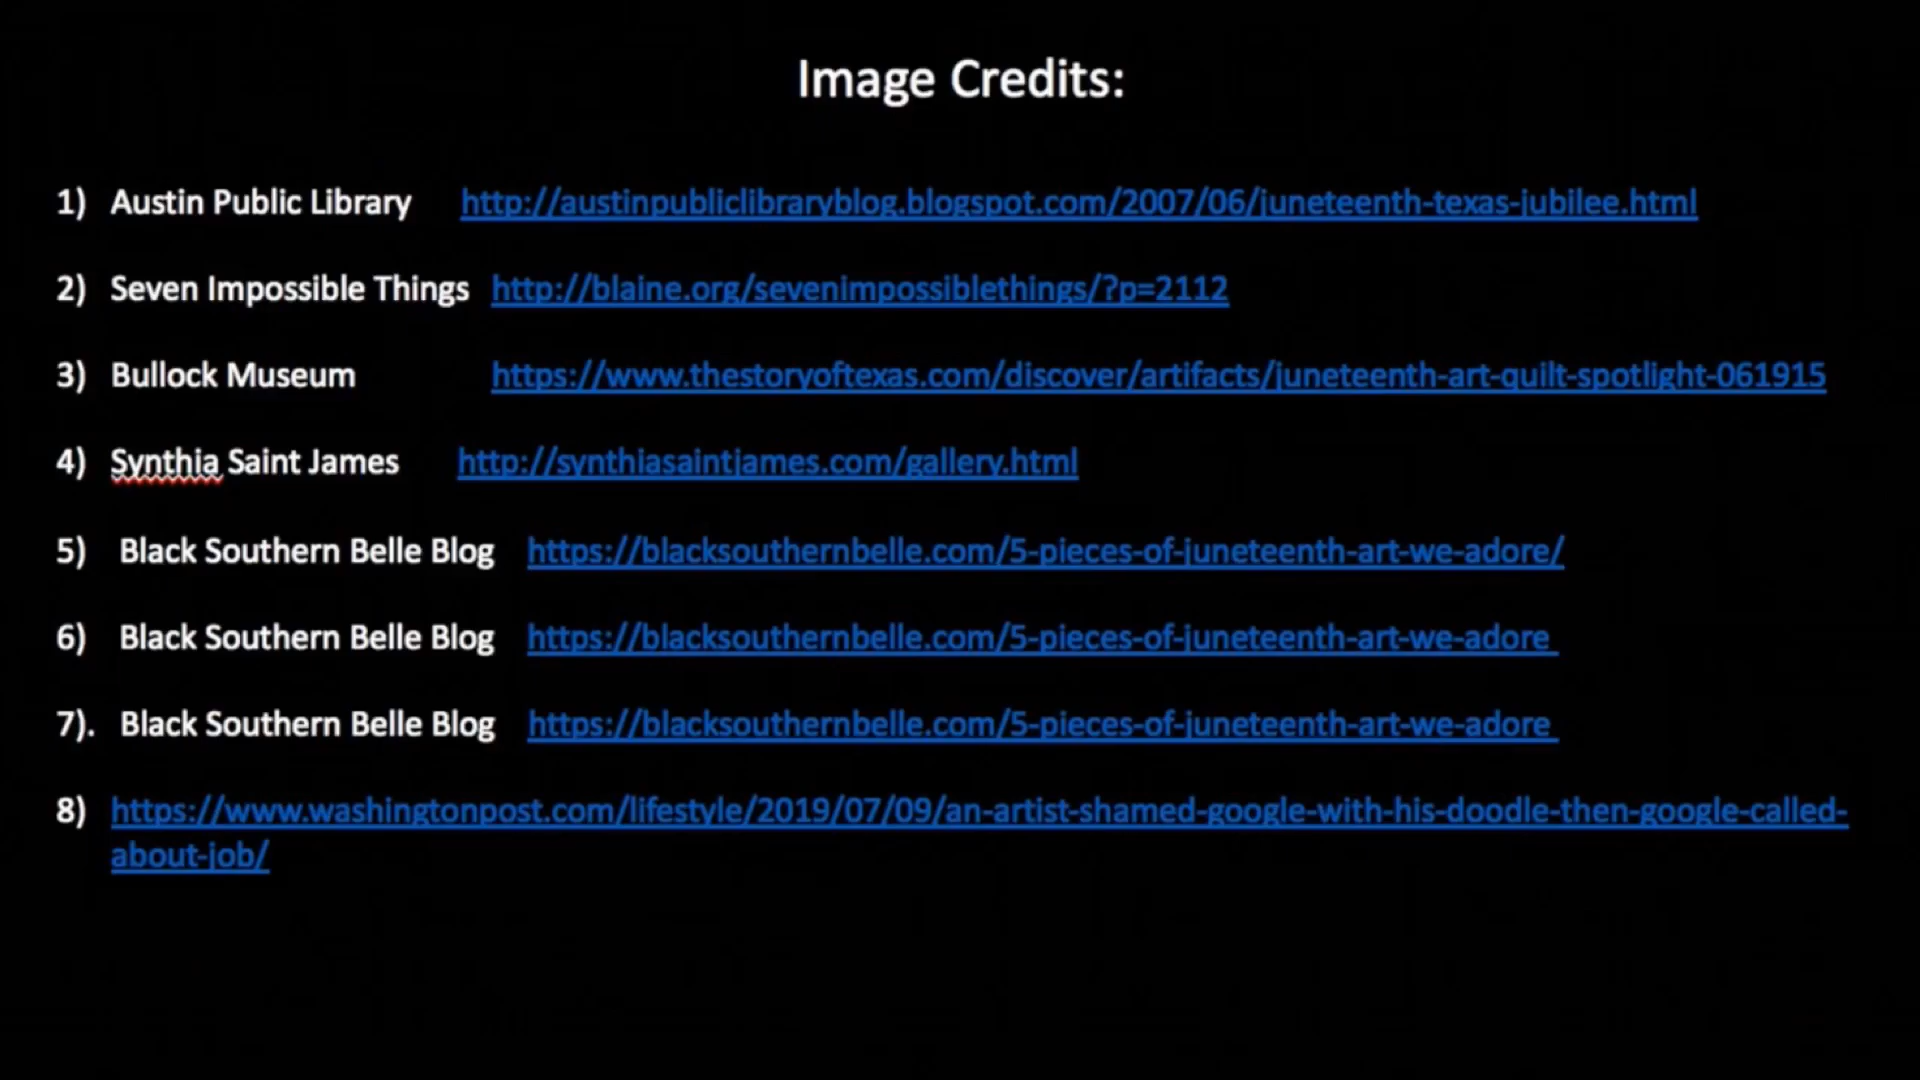 Image Credits:
1) Austin Public Library http://austinpubliclibraryblog.blogspot.com/2007/06/juneteenth-texas-jubilee.html
2) Seven Impossible Things http://blaine.org/sevenimpossiblethings/?p=2112
3) Bullock Museum https://www.thestoryoftexas.com/discover/artifacts/juneteenth-art-quilt-spotlight-061915
4) Synthia Saint James http://synthiasaintjames.com/gallery.html
5) Black Southern Belle Blog https://blacksouthernbelle.com/5-pieces-of-juneteenth-art-we-adore/
6) Black Southern Belle Blog https://blacksouthernbelle.com/5-pieces-of-juneteenth-art-we-adore
7). Black Southern Belle Blog https://blacksouthernbelle.com/5-pieces-of-juneteenth-art-we-adore
8) https://www.washingtonpost.com/lifestyle/2019/07/09/an-artist-shamed-google-with-his-doodle-then-google-called-
about-job/